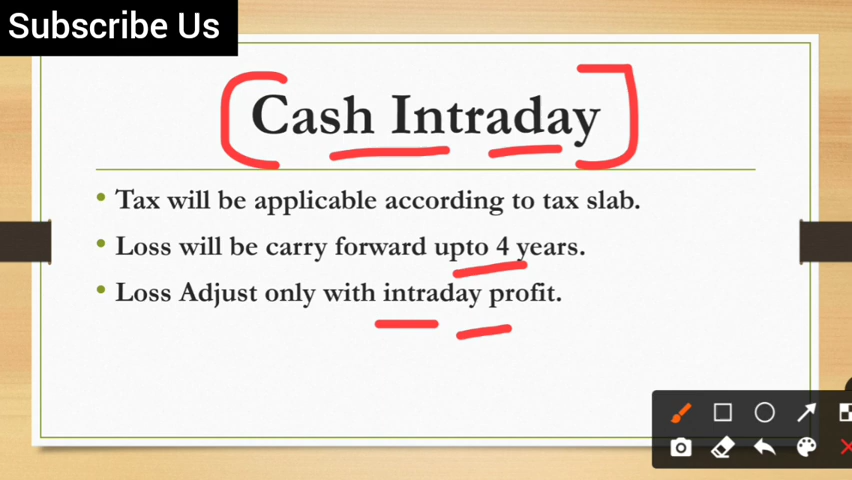 Subscribe Us
Cash Intraday
• Tax will be applicable according to tax slab.
• Loss will be carry forward upto 4 years.
• Loss Adjust only with intraday profit.